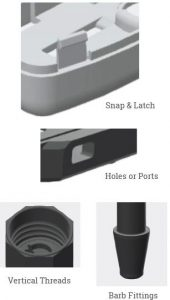 Snap & Latch
Holes or Ports
Vertical Threads
Barb Fittings